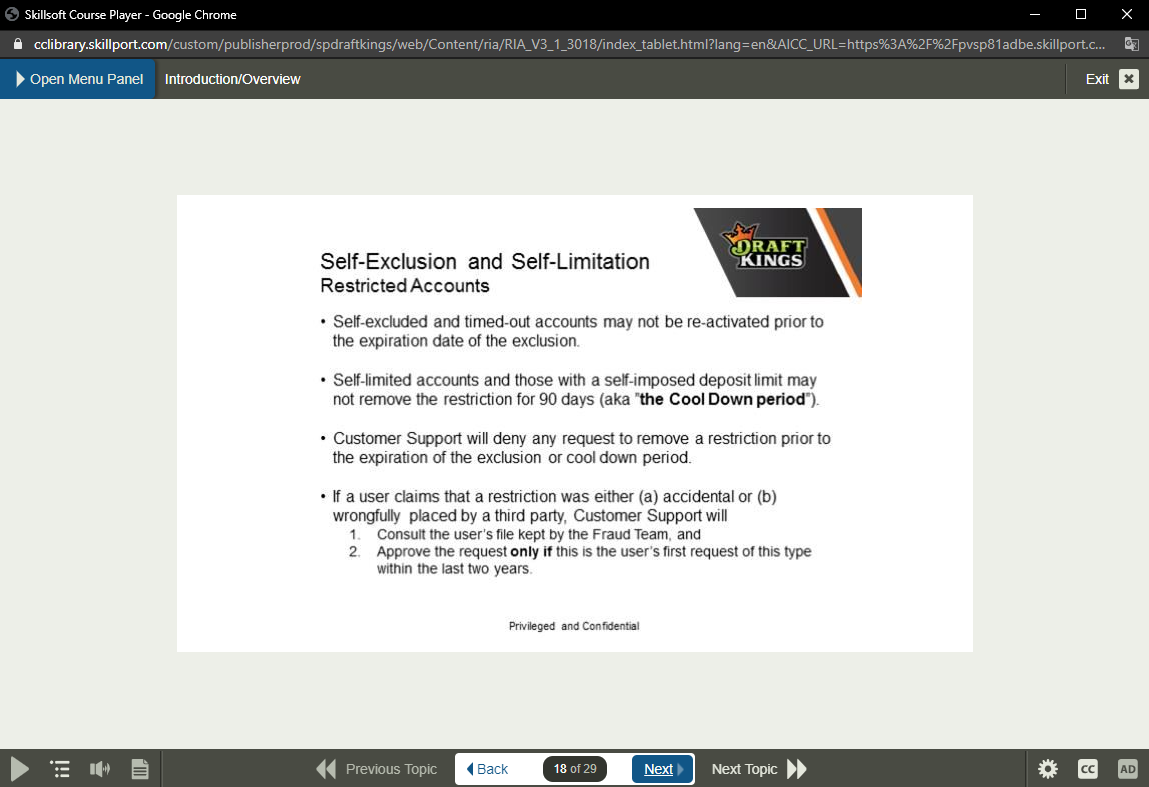 Skillsoft Course Player - Google Chrome
cclibrary.skillport.com/custom/publisherprod/spdraftkings/web/Content/ria/RIA_V3_1_3018/index_tablet.html?lang=en&AICC_URL=https%3A%2F%2Fpvsp81adbe.skillport.c...
Open Menu Panel Introduction/Overview Exit
DRAFT
KINGS
Self-Exclusion and Self-Limitation
Restricted Accounts
• Self-excluded and timed-out accounts may not be re-activated prior to
the expiration date of the exclusion.
• Self-limited accounts and those with a self-imposed deposit limit may
not remove the restriction for 90 days (aka "the Cool Down period").
• Customer Support will deny any request to remove a restriction prior to
the expiration of the exclusion or cool down period.
• If a user claims that a restriction was either (a) accidental or (b)
wrongfully placed by a third party, Customer Support will
1. Consult the user's file kept by the Fraud Team, and
2. Approve the request only if this is the user's first request of this type
within the last two years.
Privileged and Confidential
Previous Topic Back 18 of 29 Next Next Topic CC AD